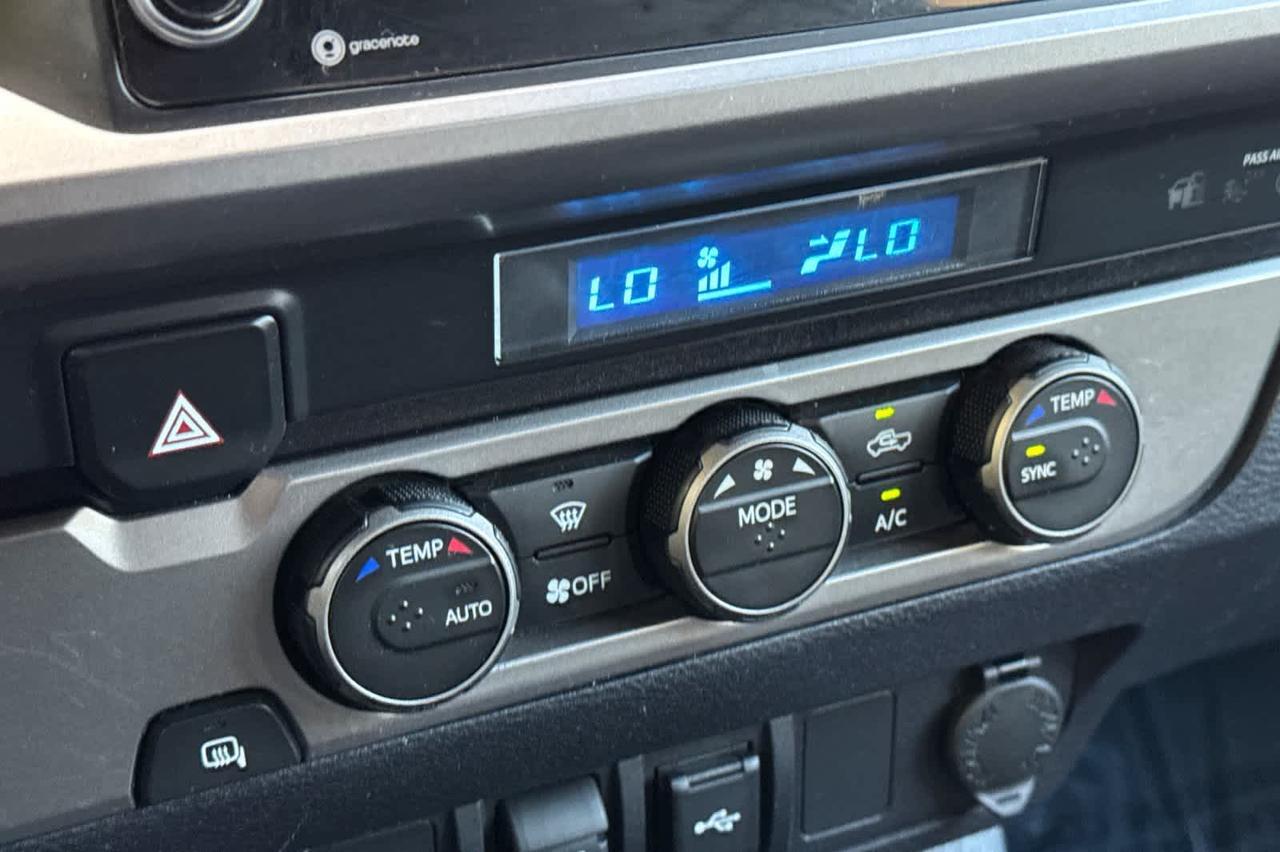 gracenote
PASS
LO LO
TEMP
SYNC
MODE
A/C
TEMP
AUTO
OFF